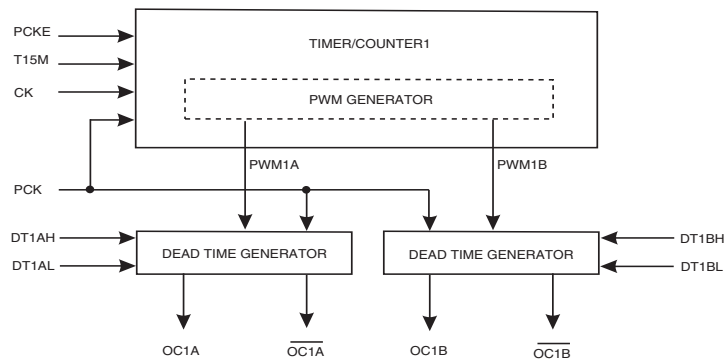 PCKE
TIMER/COUNTER1
T15M
CK
PWM GENERATOR
PWM1A
PWM1B
PCK
DT1AH
DEAD TIME GENERATOR
DEAD TIME GENERATOR
DT1BH
DT1AL
DT1BL
OC1A
OC1A
OC1B
OC1B